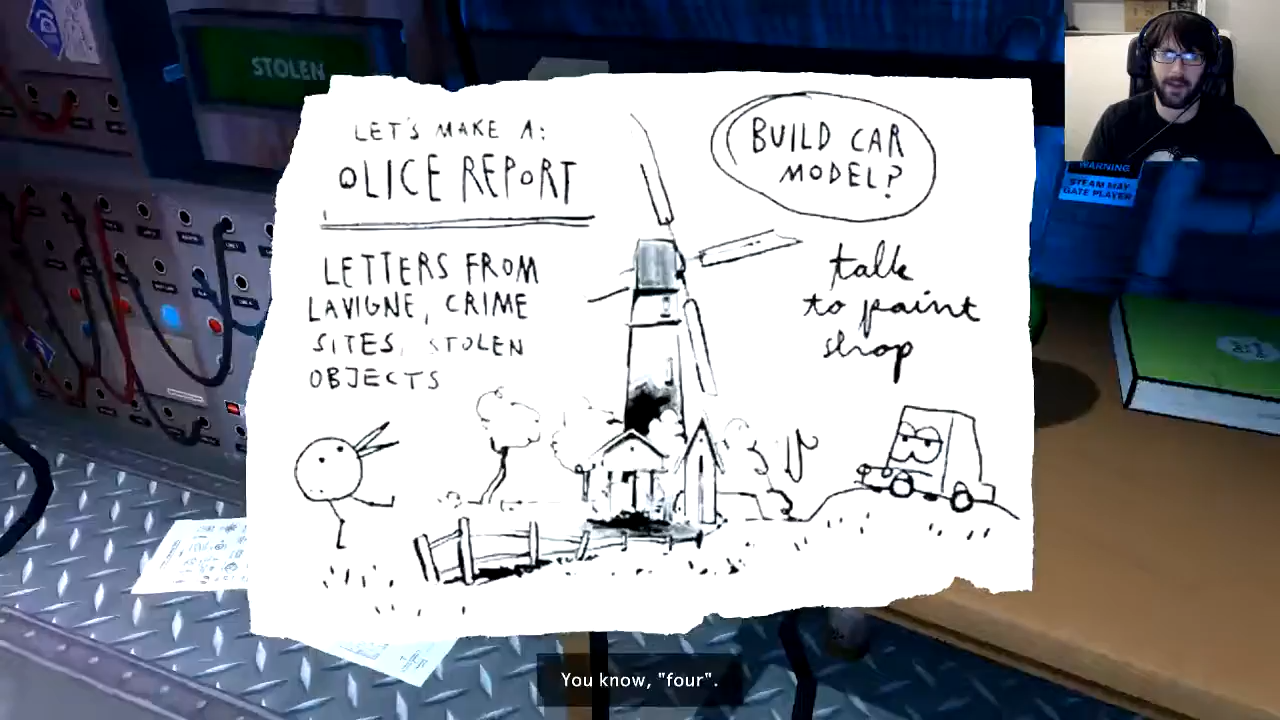 STOLEN
LET'S MAKE A:
OLICE REPORT
LETTERS FROM
LAVIGNE, CRIME
SITES, STOLEN
OBJECTS
BUILD CAR
MODEL?
talk
to paint
shop
WARNING
STEAM MAY
GATE PLAYER
You know, "four".